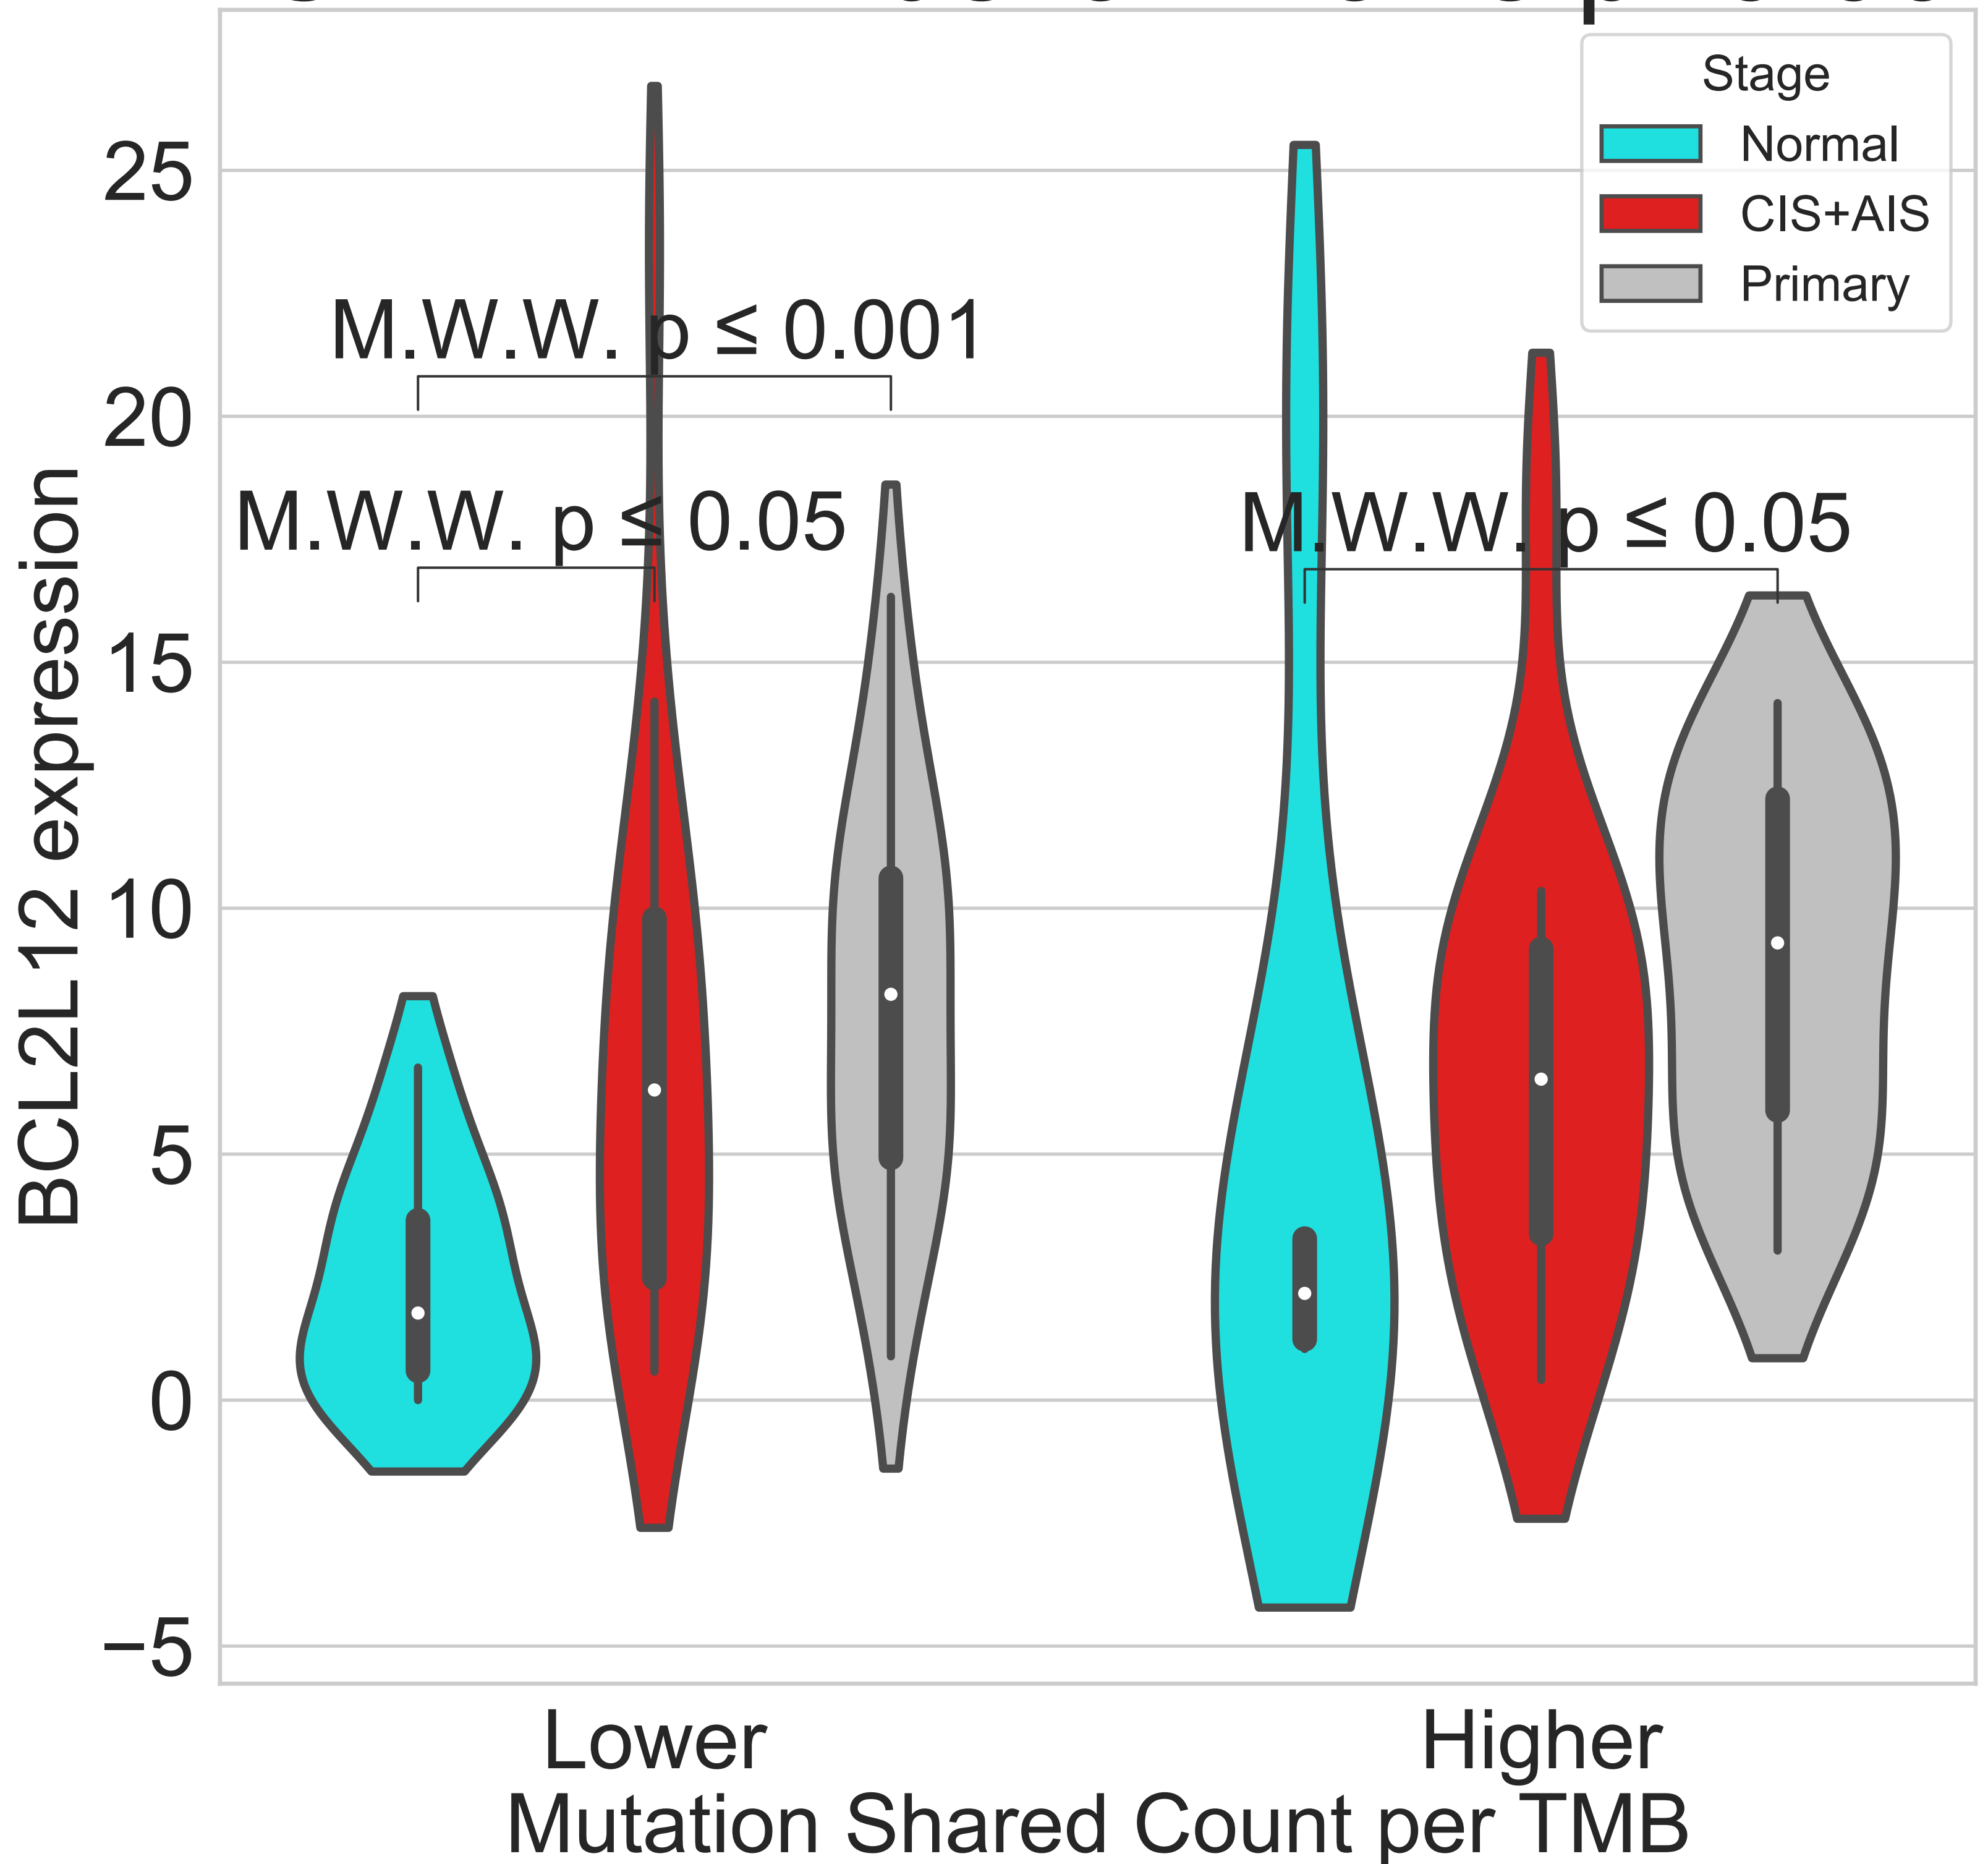 Stage
Normal
CIS+AIS
Primary
25
20
15
10
5
0
−5
BCL2L12 expression
M.W.W. p ≤ 0.001
M.W.W. p ≤ 0.05
M.W.W. p ≤ 0.05
Lower
Higher
Mutation Shared Count per TMB